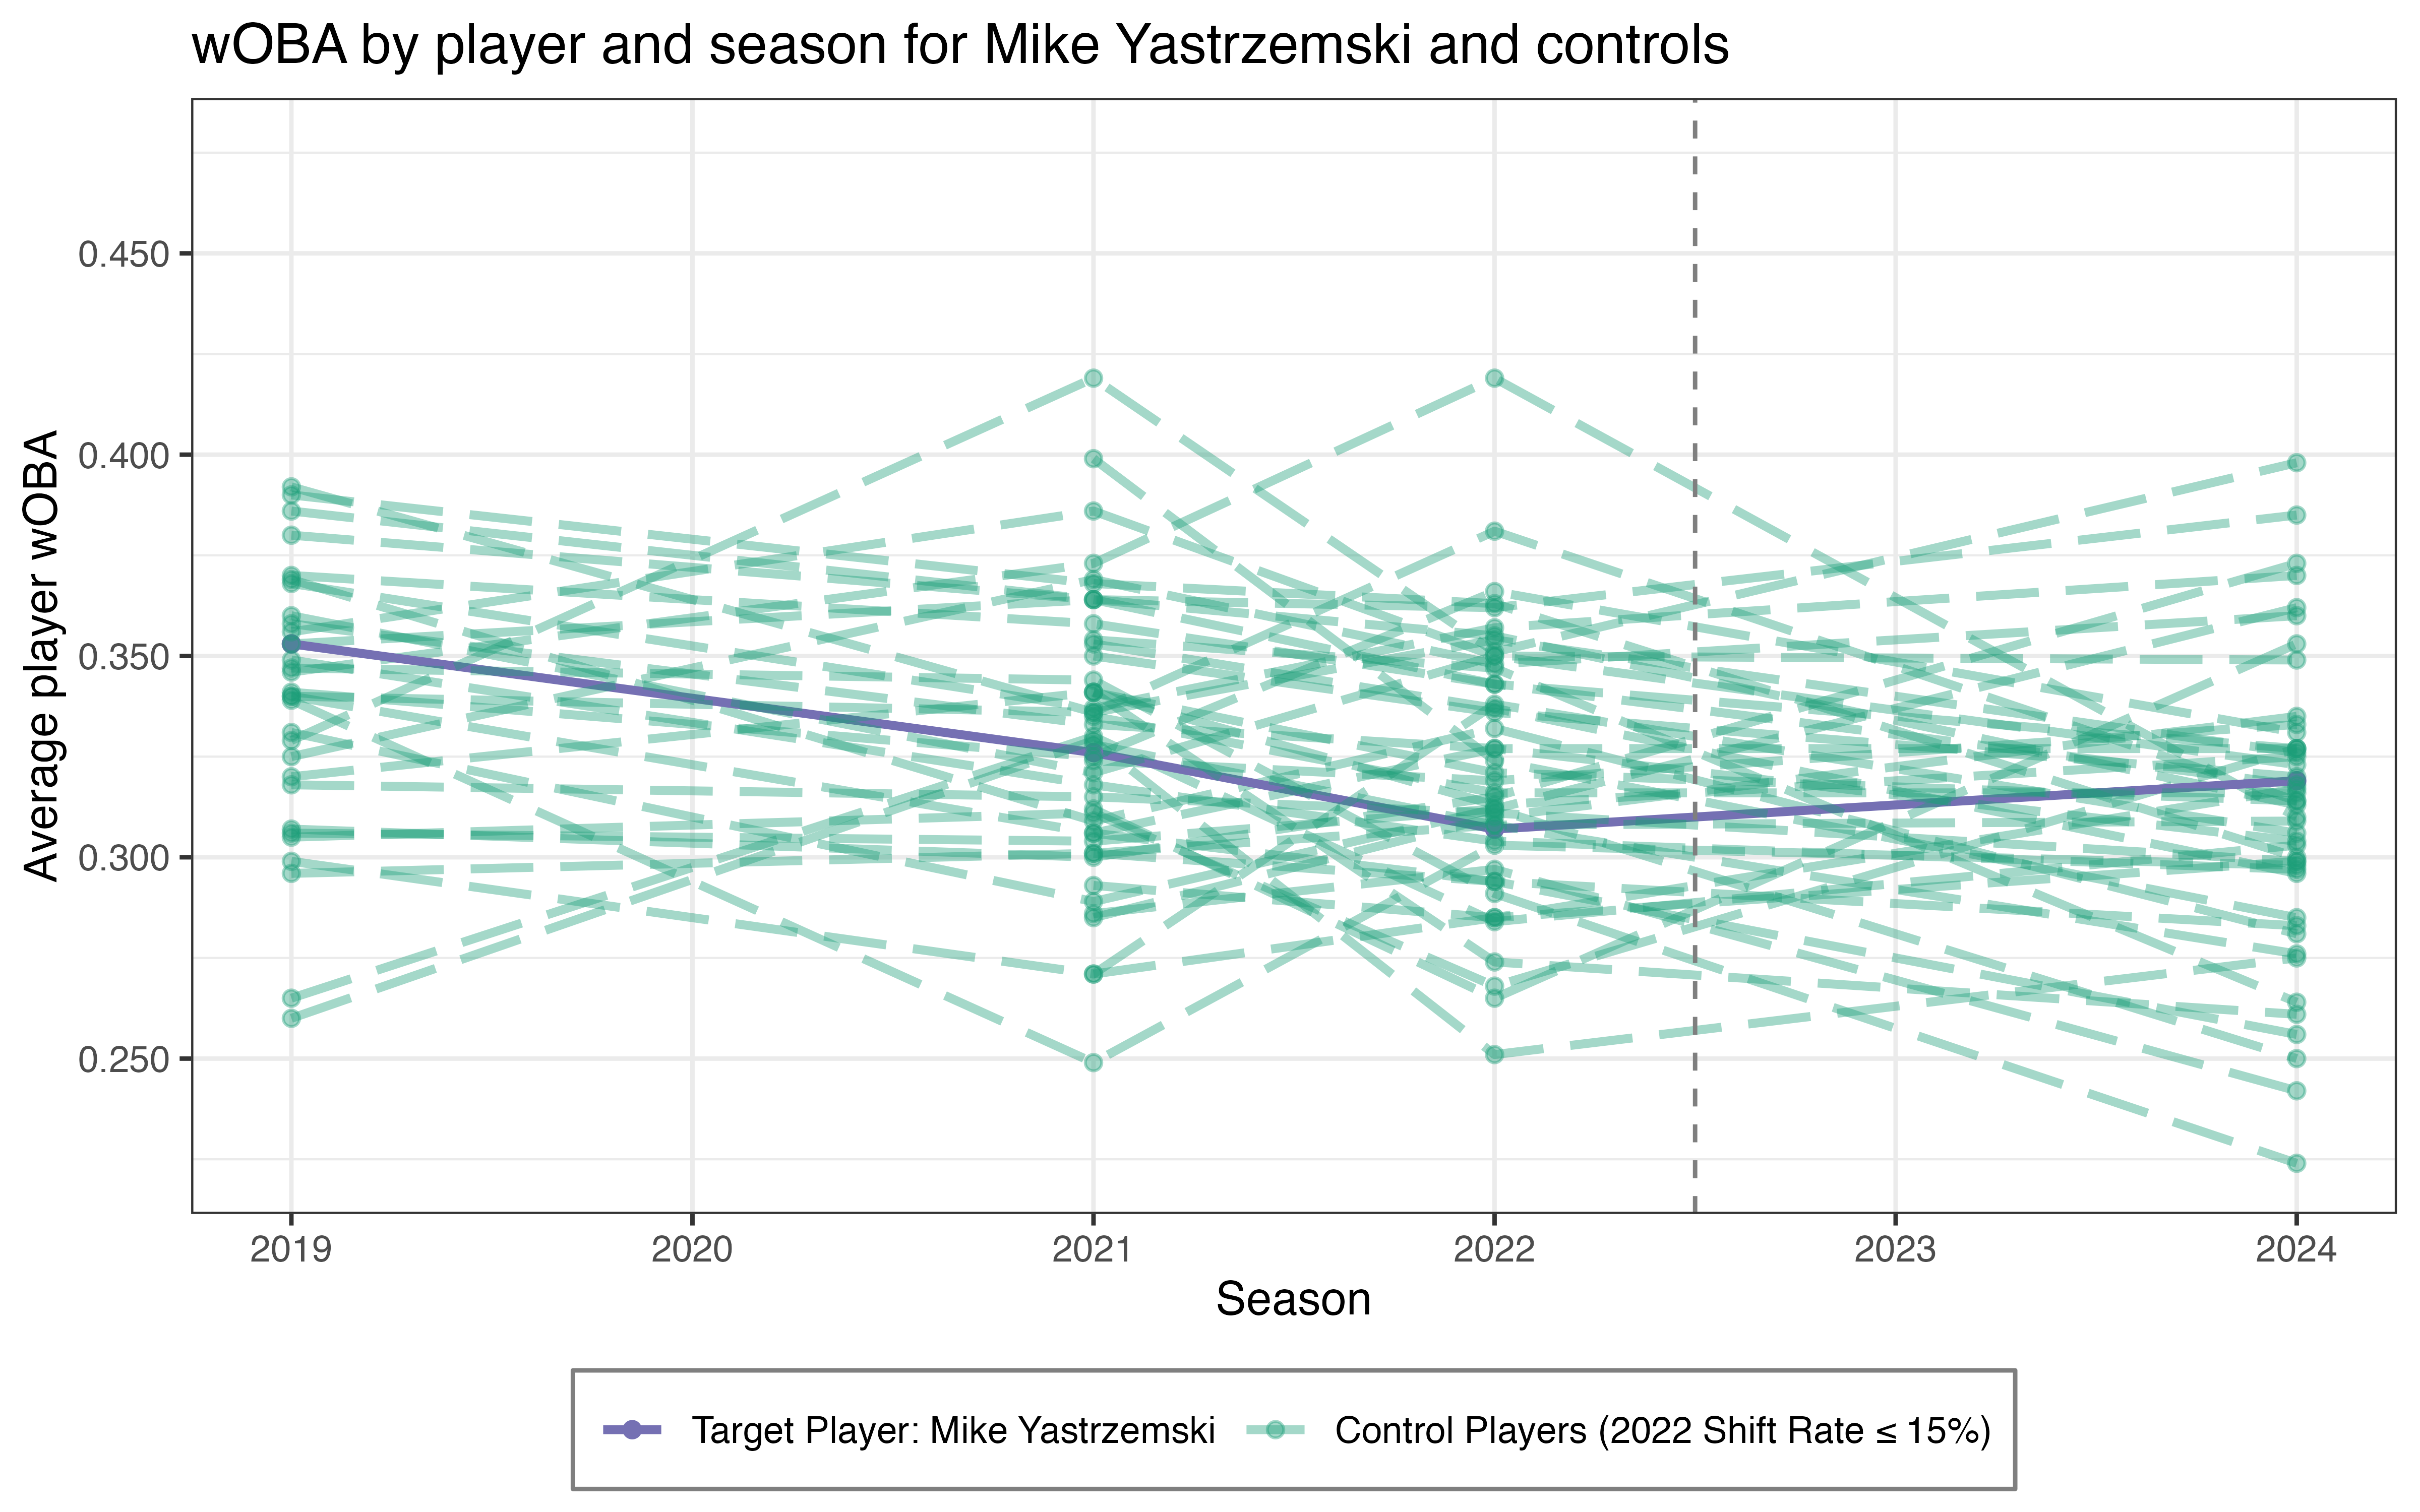 wOBA by player and season for Mike Yastrzemski and controls
Average player wOBA
0.450
0.400
0.350
0.300
0.250
2019 2020 2021 2022 2023 2024
Season
Target Player: Mike Yastrzemski Control Players (2022 Shift Rate ≤ 15%)